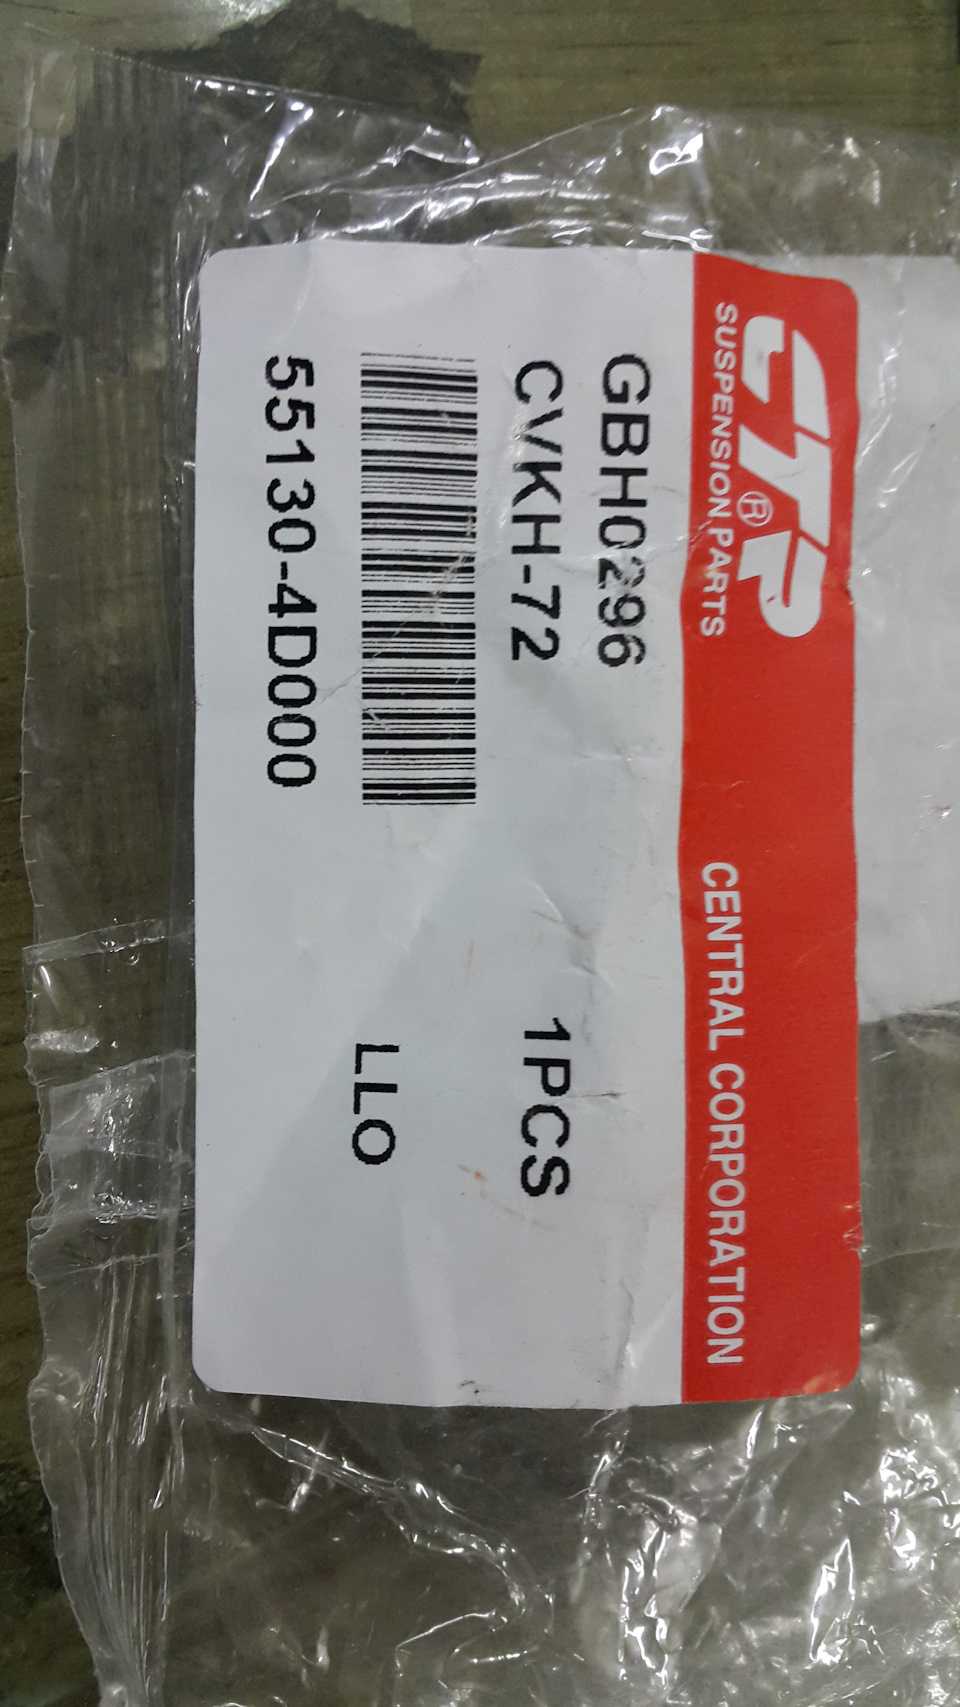 CTR®
SUSPENSION PARTS
CENTRAL CORPORATION
GBH0296
CVKH-72
1PCS
LLO
55130-4D000